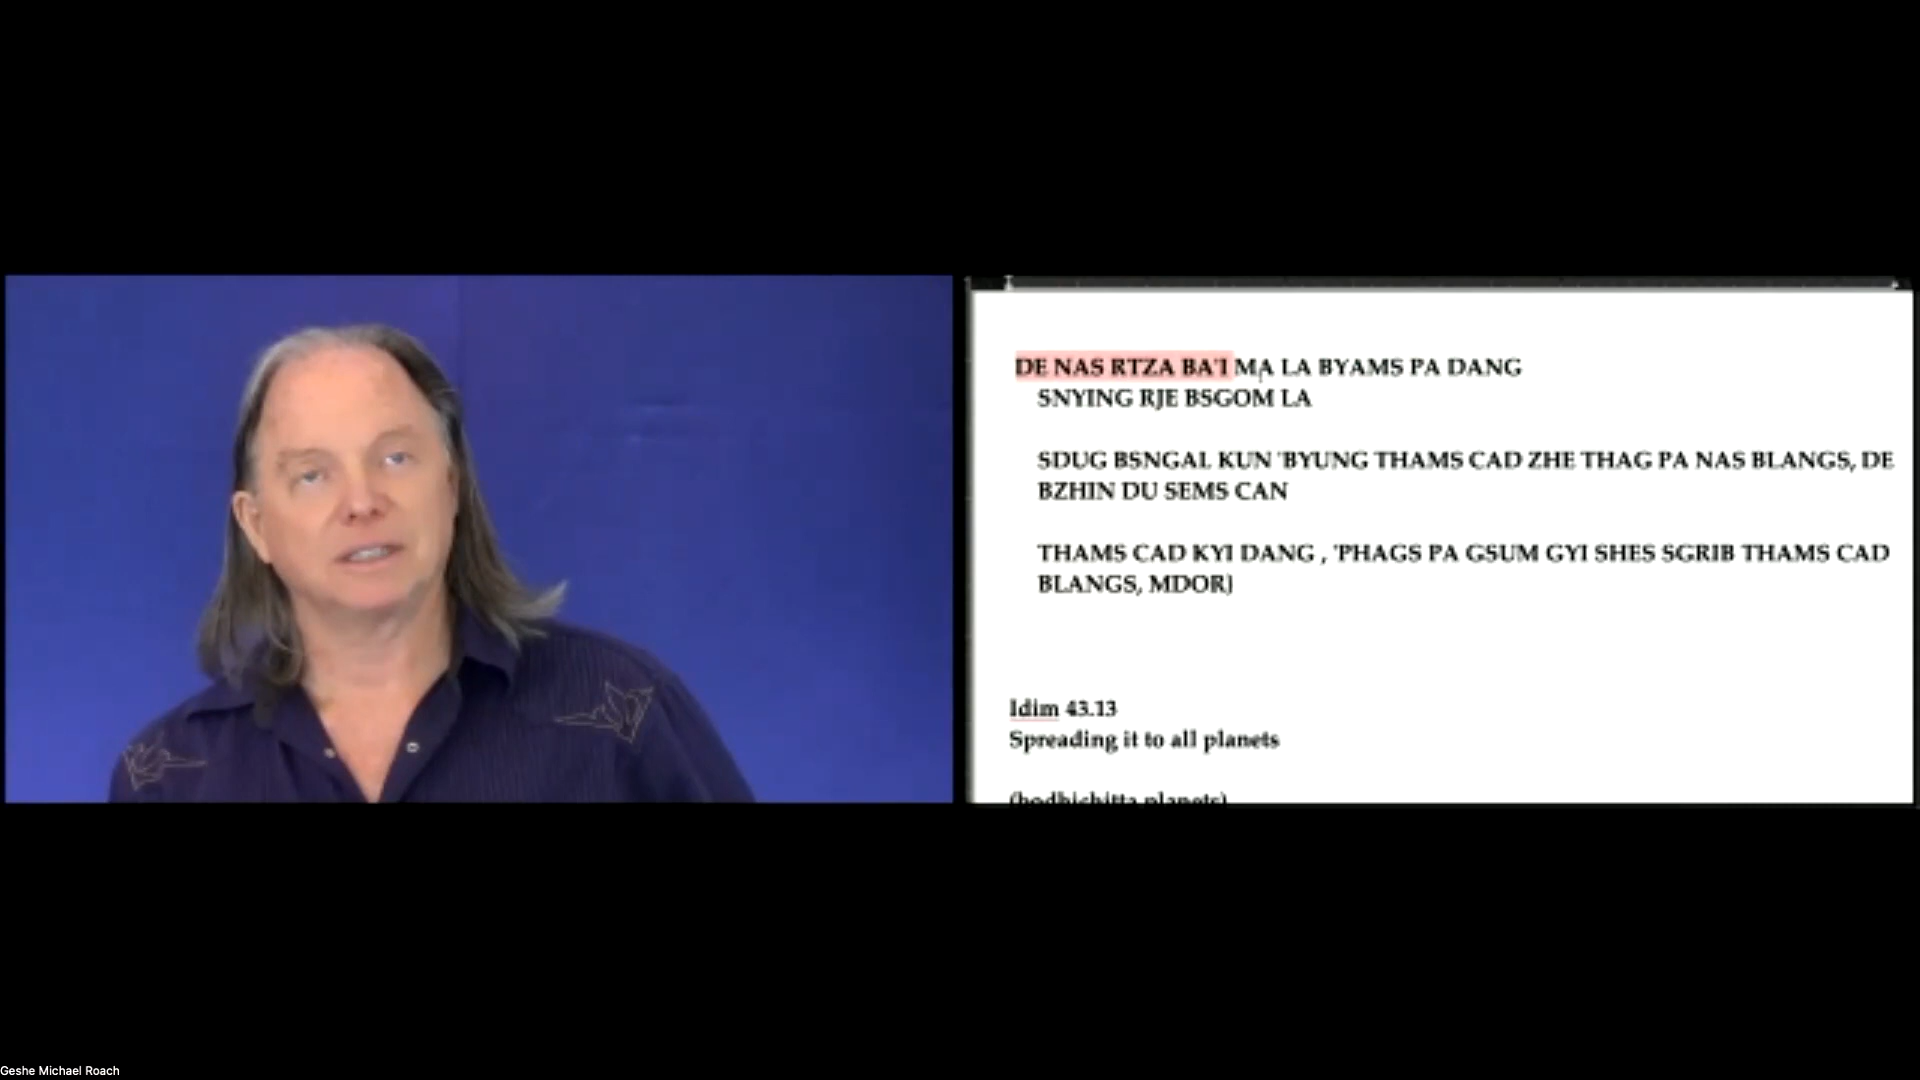 DE NAS RTZA BA'I MA LA BYAMS PA DANG
SNYING RJE BSGOM LA
SDUG BSNGAL KUN 'BYUNG THAMS CAD ZHE THAG PA NAS BLANGS, DE
BZHIN DU SEMS CAN
THAMS CAD KYI DANG , 'PHAGS PA GSUM GYI SHES SGRIB THAMS CAD
BLANGS, MDOR)
Idim 43.13
Spreading it to all planets
(bodhichitta planets)
Geshe Michael Roach